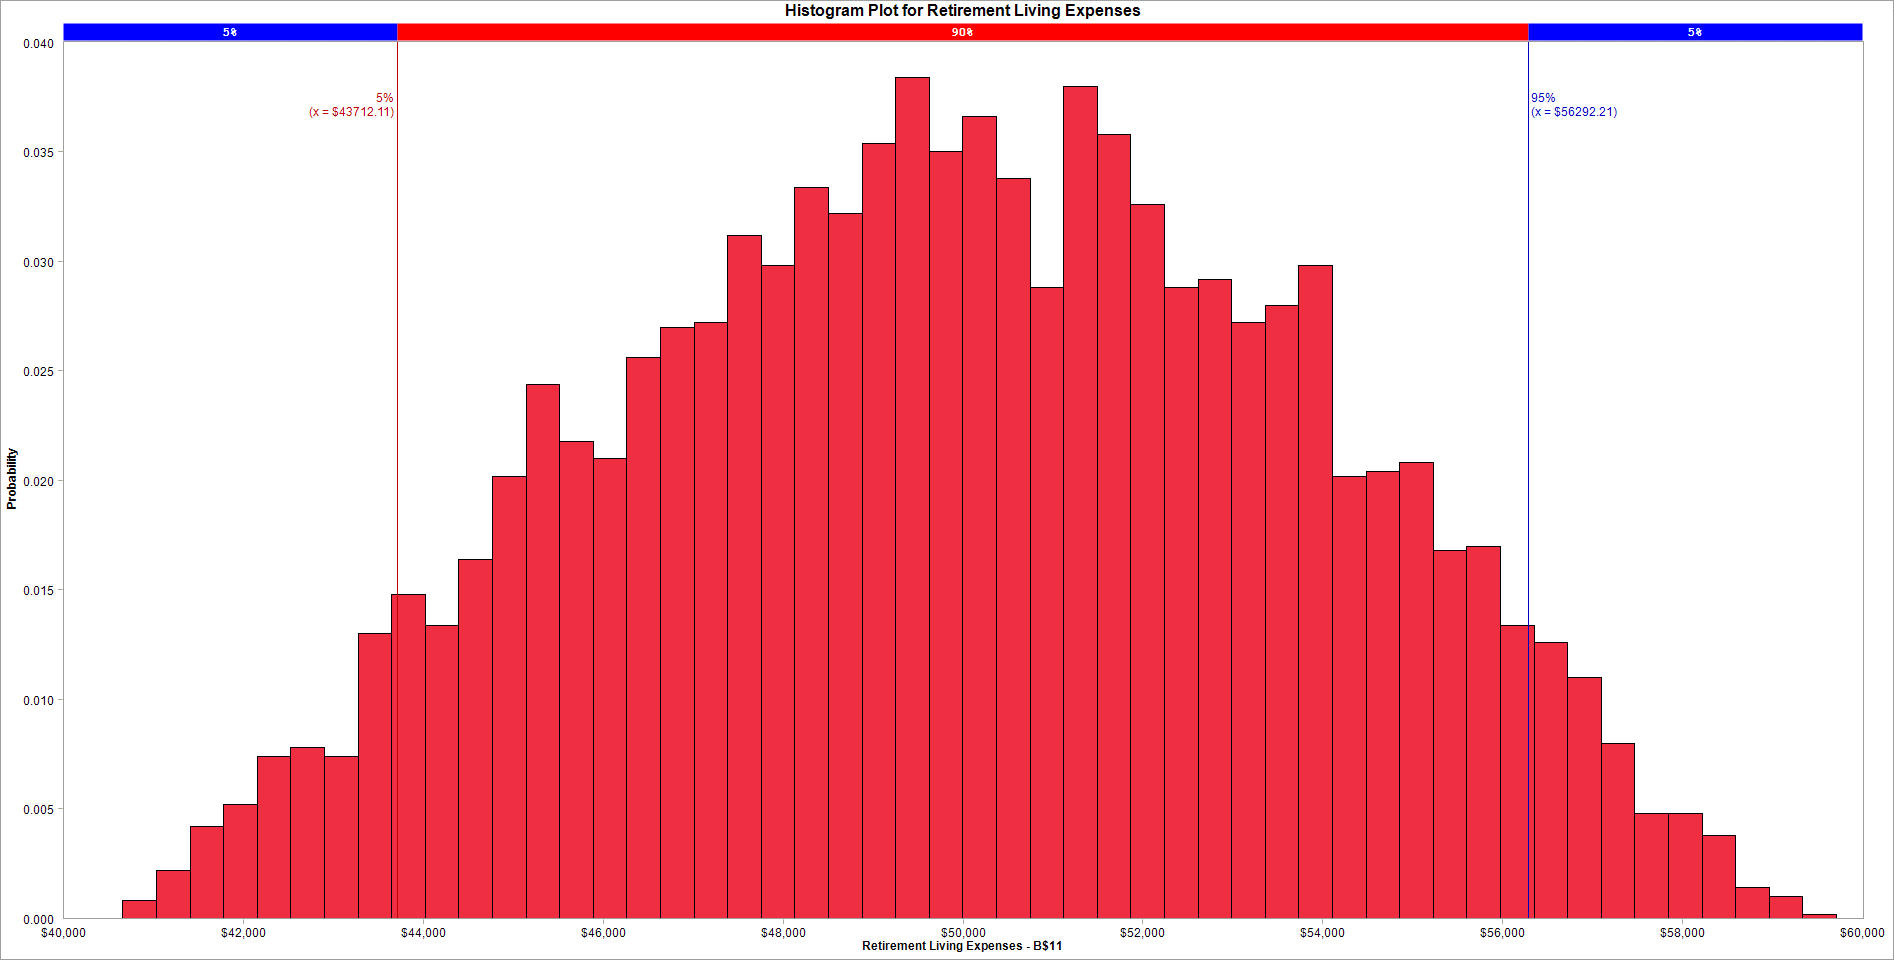 Histogram Plot for Retirement Living Expenses
5% 90% 5%
0.040
5%
(x = $43712.11)
95%
(x = $56292.21)
0.035
0.030
0.025
0.020
0.015
0.010
0.005
0.000
Probability
$40,000 $42,000 $44,000 $46,000 $48,000 $50,000 $52,000 $54,000 $56,000 $58,000 $60,000
Retirement Living Expenses - B$11